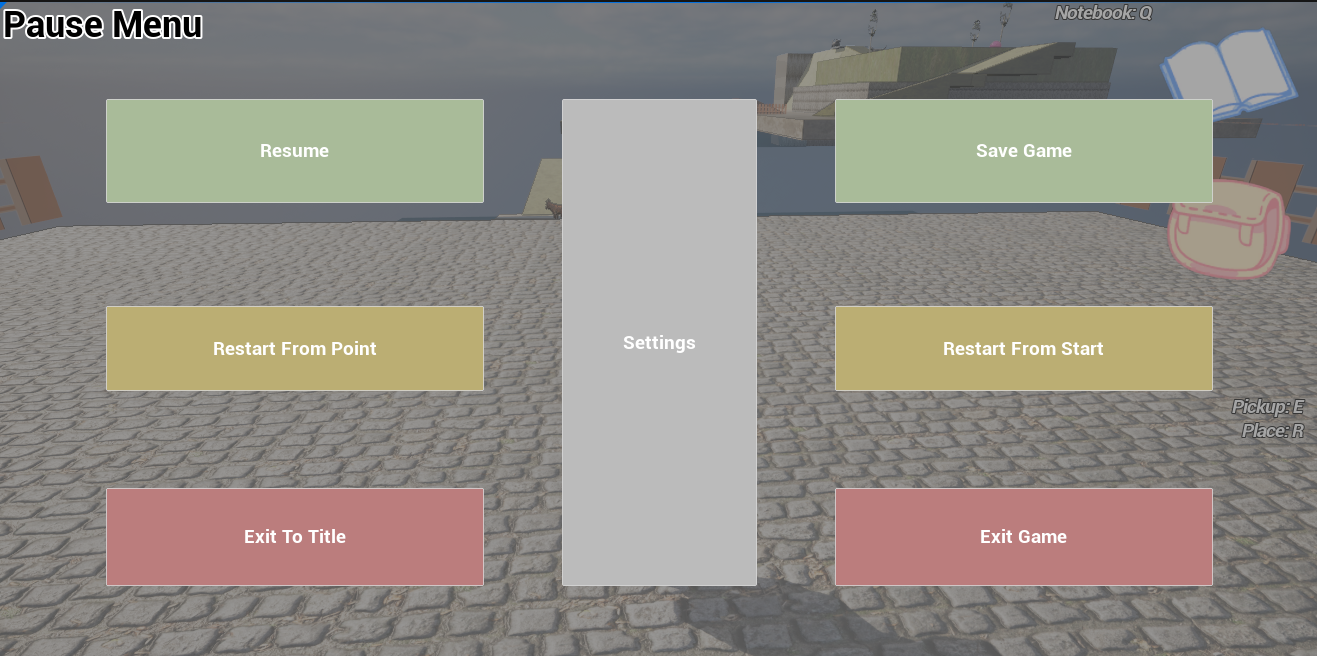 Pause Menu
Notebook: Q
Resume
Save Game
Settings
Restart From Point
Restart From Start
Pickup: E
Place: R
Exit To Title
Exit Game